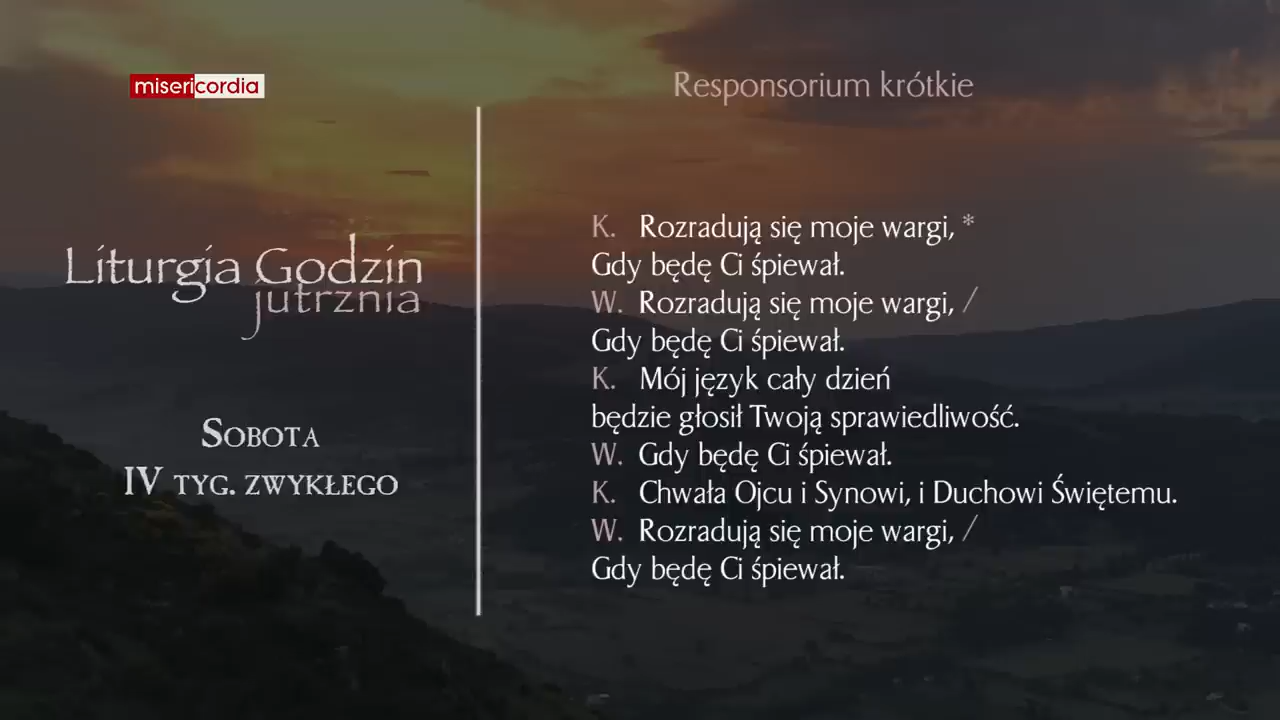 misericordia
Liturgia Godzin
jutrznia
Sobota
IV tyg. zwykłego
Responsorium krótkie
K. Rozradują się moje wargi, *
Gdy będę Ci śpiewał.
W. Rozradują się moje wargi, /
Gdy będę Ci śpiewał.
K. Mój język cały dzień
będzie głosił Twoją sprawiedliwość.
W. Gdy będę Ci śpiewał.
K. Chwała Ojcu i Synowi, i Duchowi Świętemu.
W. Rozradują się moje wargi, /
Gdy będę Ci śpiewał.